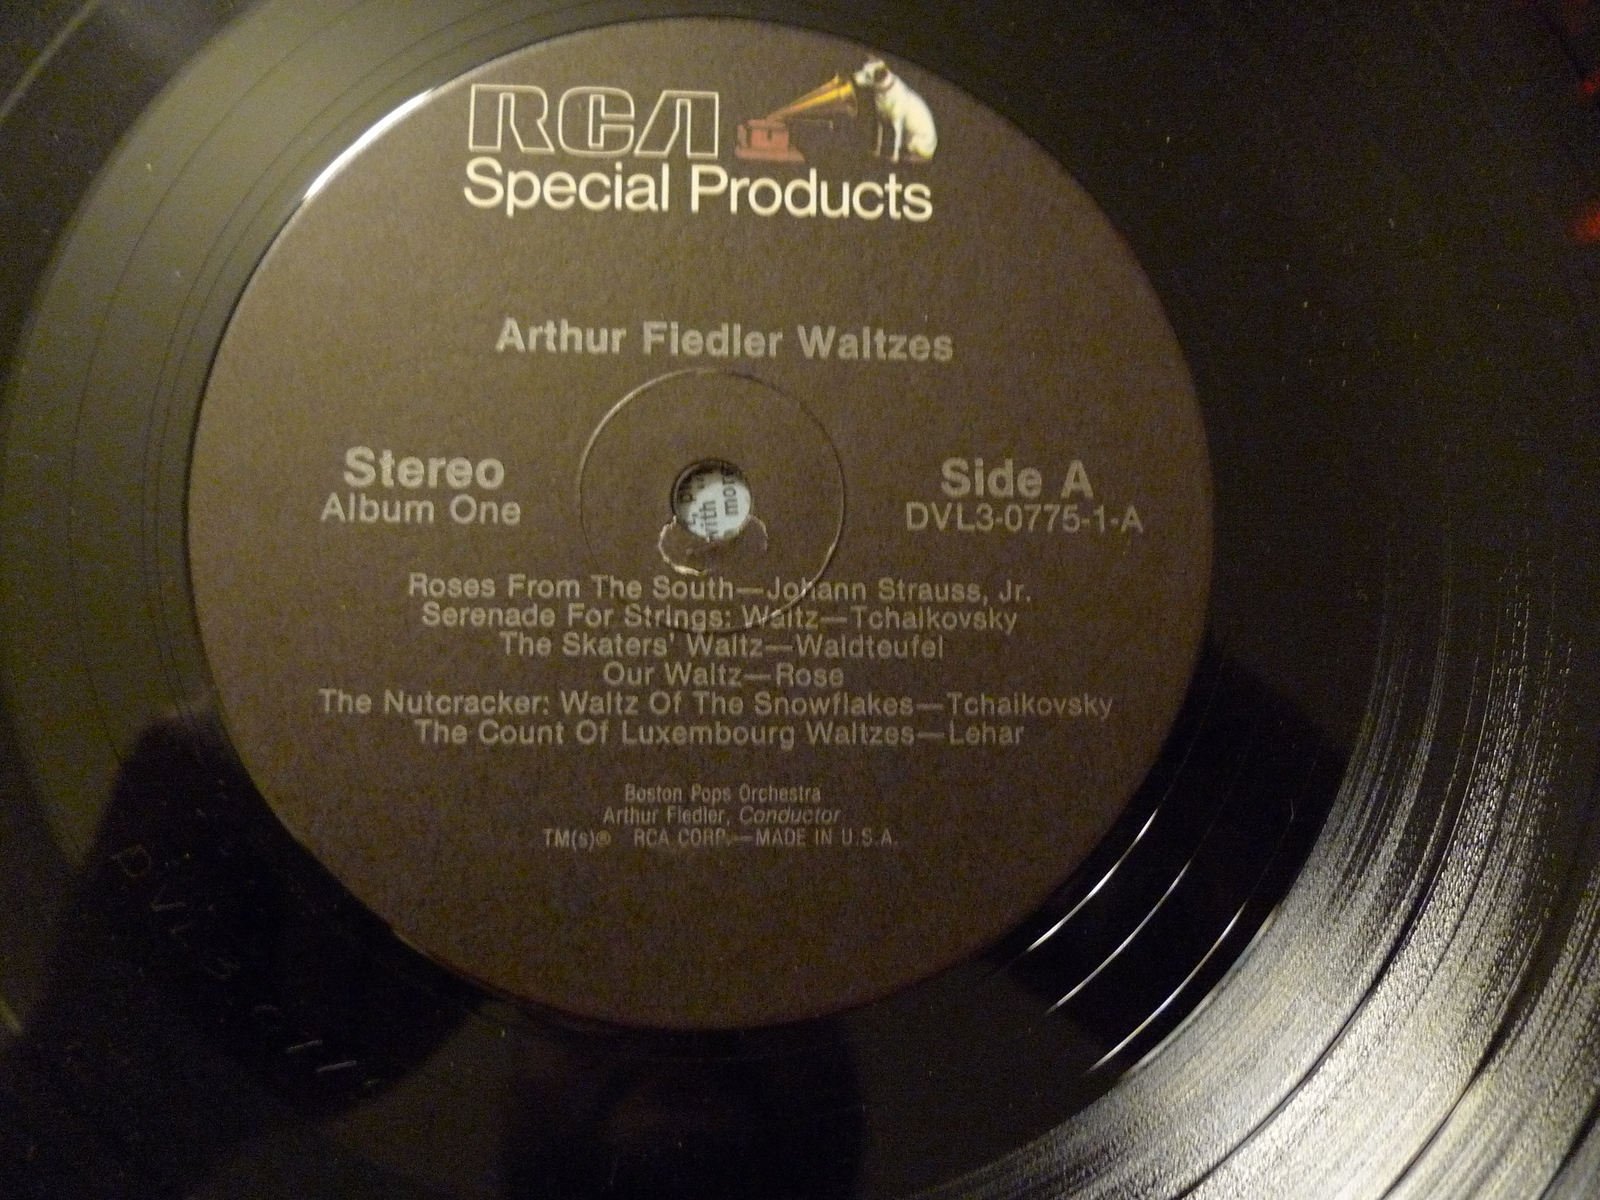 RCA
Special Products
Arthur Fiedler Waltzes
Stereo
Album One
Side A
DVL3-0775-1-A
Roses From The South—Johann Strauss, Jr.
Serenade For Strings: Waltz—Tchaikovsky
The Skaters' Waltz—Waldteufel
Our Waltz—Rose
The Nutcracker: Waltz Of The Snowflakes—Tchaikovsky
The Count Of Luxembourg Waltzes—Lehar
Boston Pops Orchestra
Arthur Fiedler, Conductor
TM(s)® RCA CORP.—MADE IN U.S.A.
with
mor